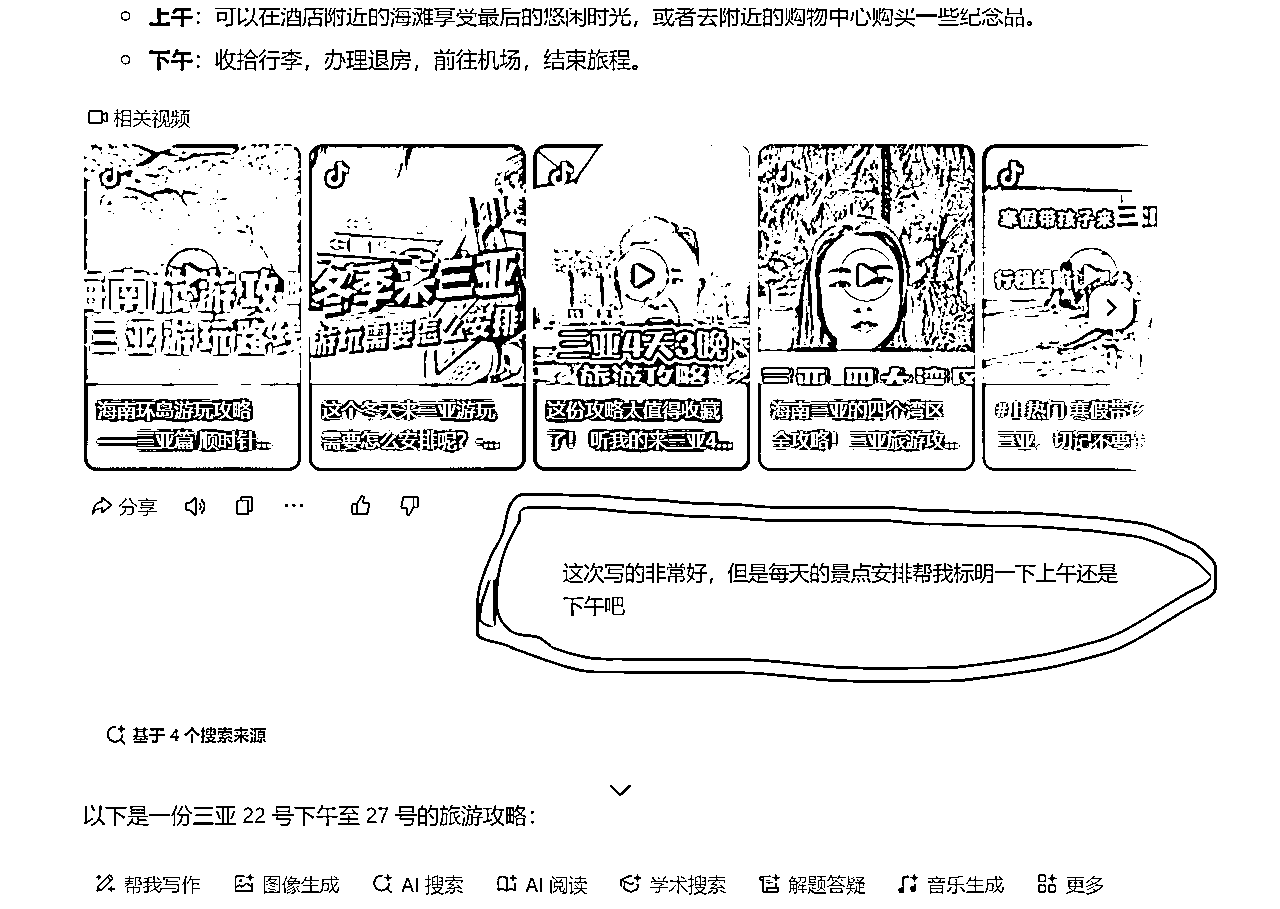 上午：可以在酒店附近的海滩享受最后的悠闲时光，或者去附近的购物中心购买一些纪念品。
下午：收拾行李，办理退房，前往机场，结束旅程。
相关视频
海南旅游攻
三亚游玩路线
冬季来三亚
游玩需要怎么安排
三亚4天3晚
旅游攻略
三亚四大湾区
寒假带孩子来三亚
海南环岛游玩攻略
——三亚篇 顺时针...
这个冬天来三亚游玩
需要怎么安排呢？-...
这份攻略太值得收藏
了！ 听我的来三亚4...
海南三亚的四个湾区
全攻略！三亚旅游攻...
#上热门 寒假带孩
三亚，切记不要
分享
这次写的非常好，但是每天的景点安排帮我标明一下上午还是
下午吧
基于 4 个搜索来源
以下是一份三亚 22 号下午至 27 号的旅游攻略：
帮我写作 图像生成 AI 搜索 AI 阅读 学术搜索 解题答疑 音乐生成 更多